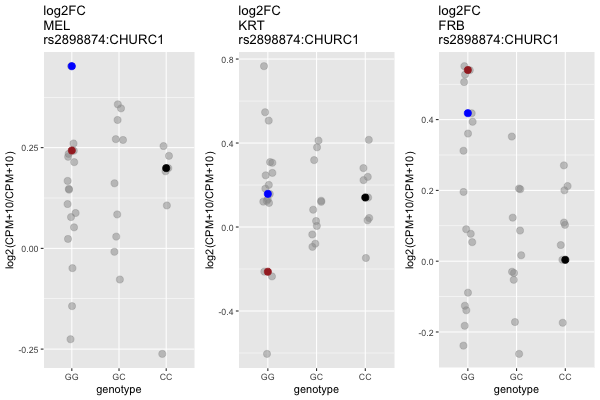 log2FC
MEL
rs2898874:CHURC1
log2(CPM+10/CPM+10)
0.25
0.00
-0.25
GG GC CC
genotype
log2FC
KRT
rs2898874:CHURC1
log2(CPM+10/CPM+10)
0.8
0.4
0.0
-0.4
GG GC CC
genotype
log2FC
FRB
rs2898874:CHURC1
log2(CPM+10/CPM+10)
0.4
0.2
0.0
-0.2
GG GC CC
genotype